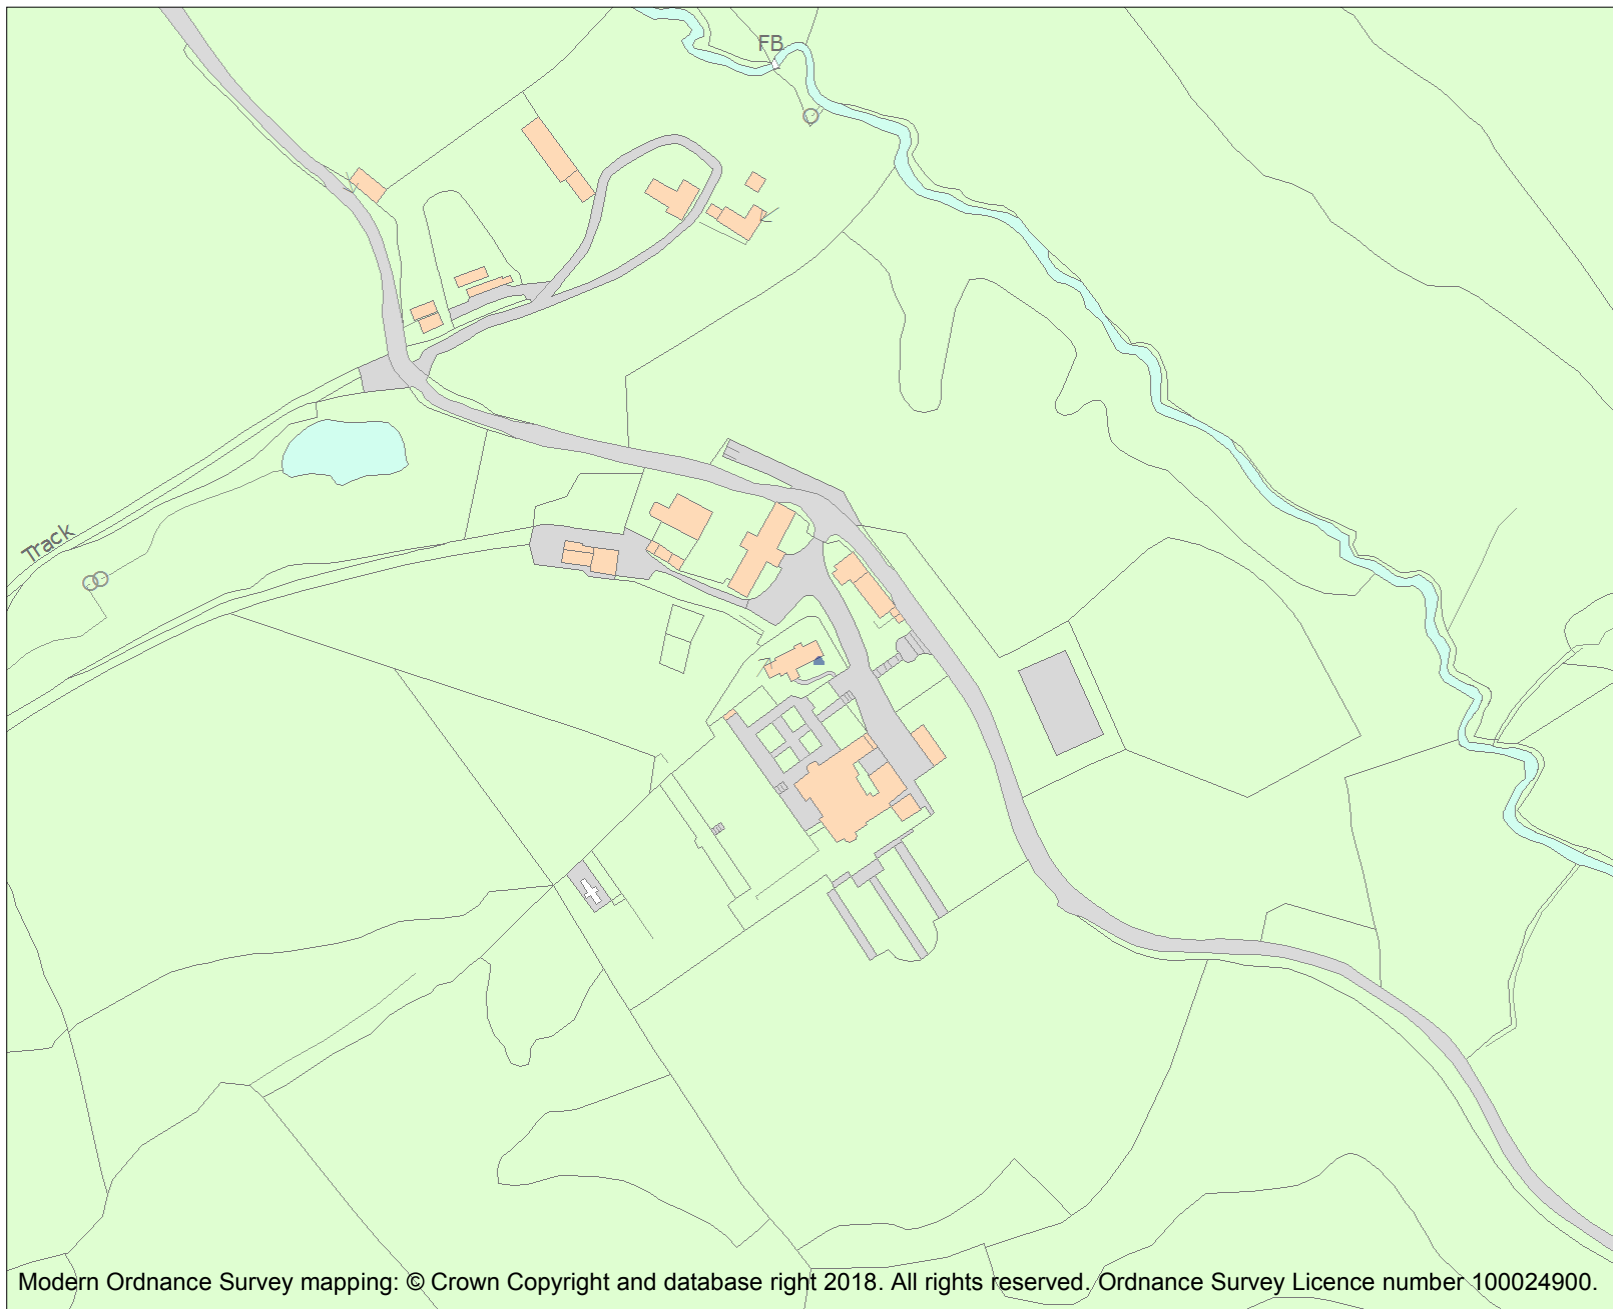 FB
Track
Modern Ordnance Survey mapping: © Crown Copyright and database right 2018. All rights reserved. Ordnance Survey Licence number 100024900.